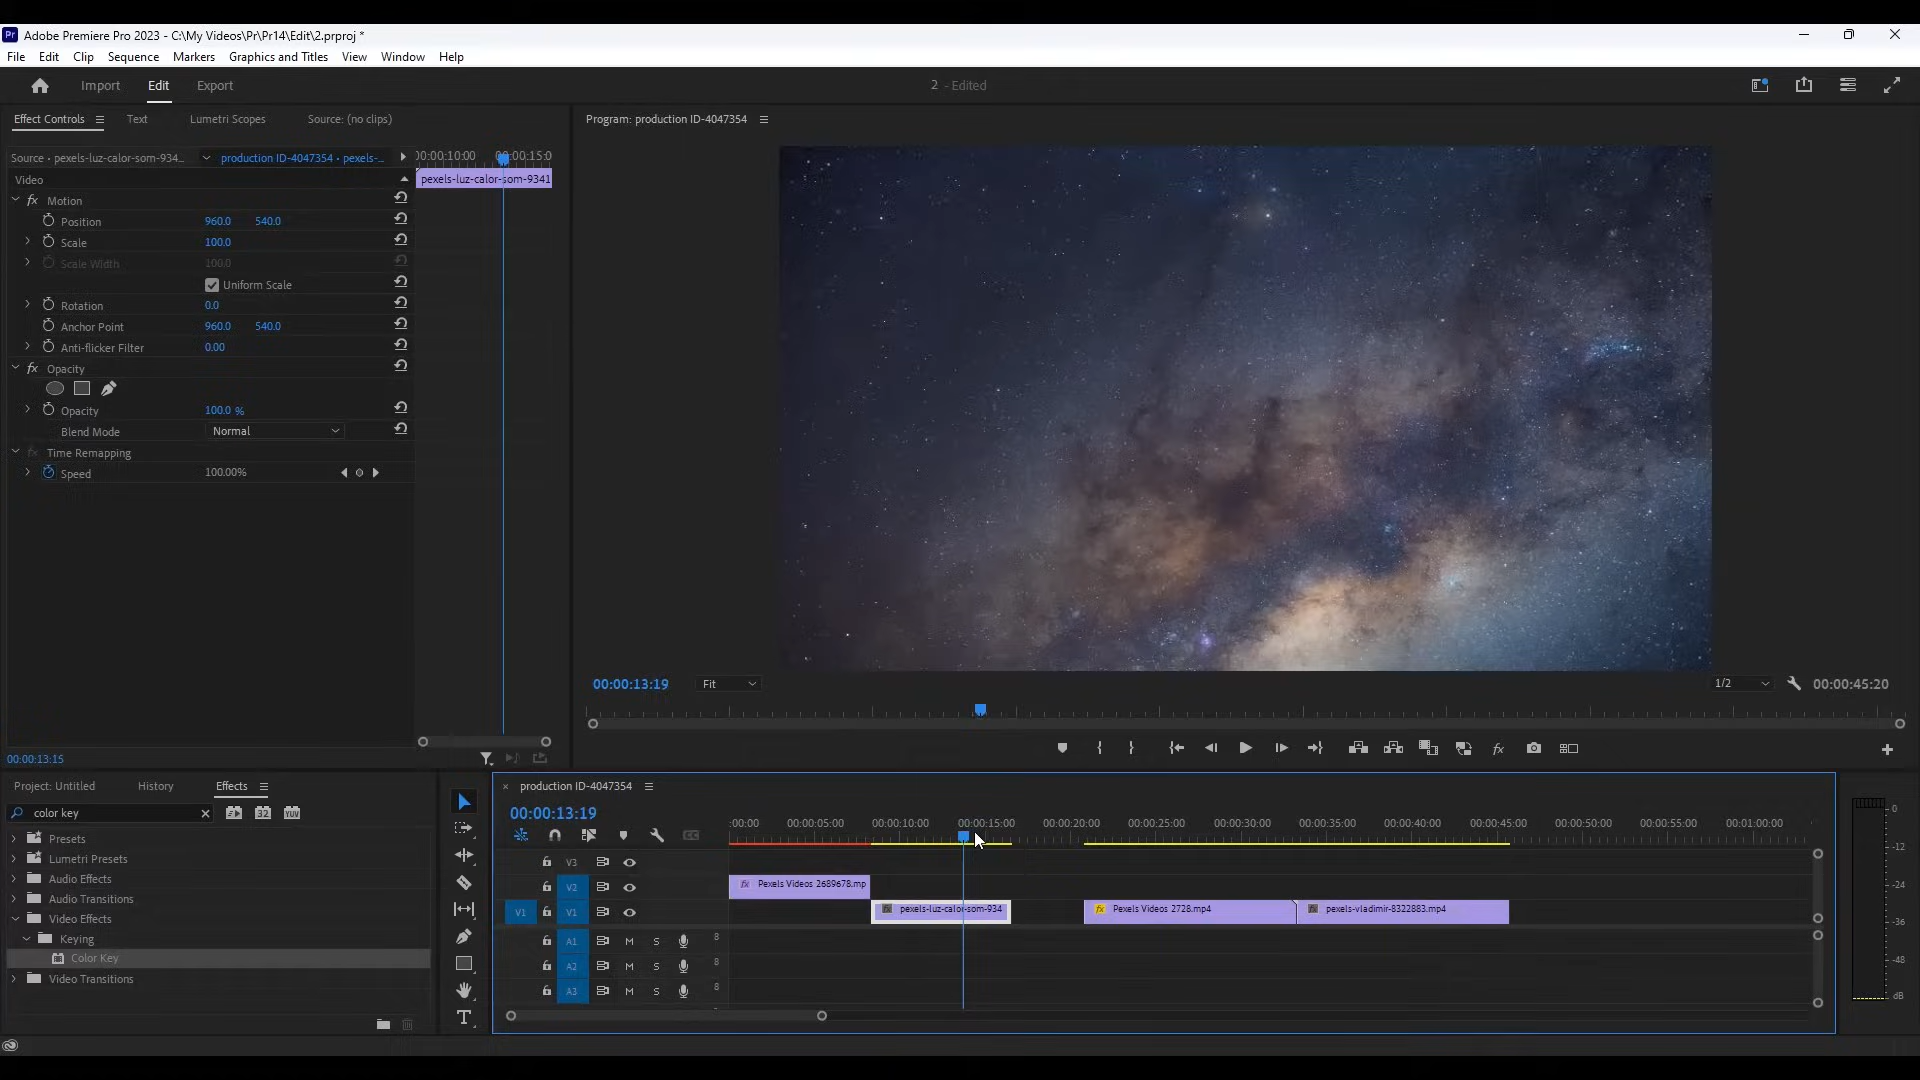 Pr Adobe Premiere Pro 2023 - C:\My Videos\Pr\Pr14\Edit\2.prproj *
File Edit Clip Sequence Markers Graphics and Titles View Window Help
Import Edit Export 2 - Edited
Effect Controls Text Lumetri Scopes Source: (no clips)
Program: production ID-4047354
Source • pexels-luz-calor-som-934... production ID-4047354 • pexels-...
00:00:10:00 00:00:15:0
Video
pexels-luz-calor-som-9341
fx Motion
Position 960.0 540.0
Scale 100.0
Scale Width 100.0
Uniform Scale
Rotation 0.0
Anchor Point 960.0 540.0
Anti-flicker Filter 0.00
fx Opacity
Opacity 100.0 %
Blend Mode Normal
fx Time Remapping
Speed 100.00%
00:00:13:19 Fit 1/2 00:00:45:20
fx
00:00:13:15
Project: Untitled History Effects
color key 32 YUV
Presets
Lumetri Presets
Audio Effects
Audio Transitions
Video Effects
Keying
Color Key
Video Transitions
T
production ID-4047354
00:00:13:19
CC
:00:00 00:00:05:00 00:00:10:00 00:00:15:00 00:00:20:00 00:00:25:00 00:00:30:00 00:00:35:00 00:00:40:00 00:00:45:00 00:00:50:00 00:00:55:00 00:01:00:00
V3
V2 fx Pexels Videos 2689678.mp
V1 V1 fx pexels-luz-calor-som-934 fx Pexels Videos 2728.mp4 fx pexels-vladimir-8322883.mp4
A1 M S 8
A2 M S 8
A3 M S 8
0
-12
-24
-36
-48
dB